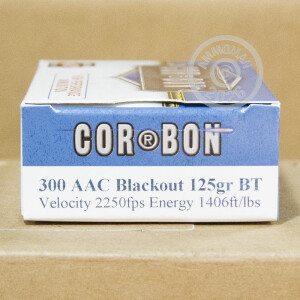 COR®BON
300 AAC Blackout 125gr BT
Velocity 2250fps Energy 1406ft/lbs